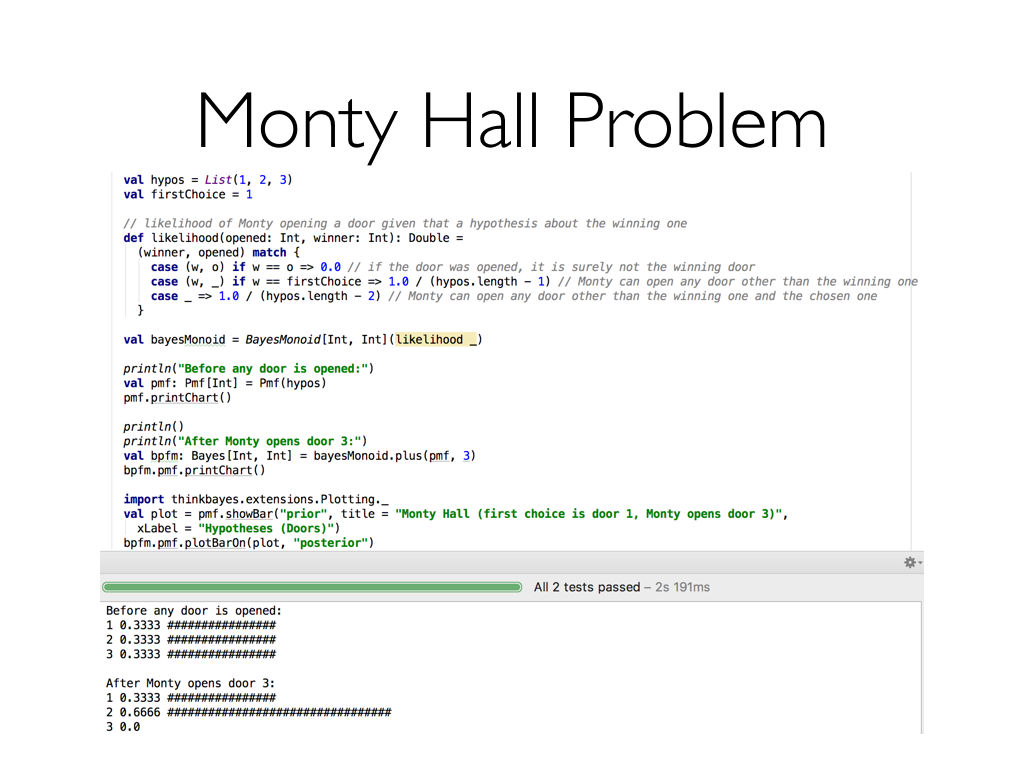 Monty Hall Problem
val hypos = List(1, 2, 3)
val firstChoice = 1
// likelihood of Monty opening a door given that a hypothesis about the winning one
def likelihood(opened: Int, winner: Int): Double =
(winner, opened) match {
case (w, o) if w == o => 0.0 // if the door was opened, it is surely not the winning door
case (w, _) if w == firstChoice => 1.0 / (hypos.length - 1) // Monty can open any door other than the winning one
case _ => 1.0 / (hypos.length - 2) // Monty can open any door other than the winning one and the chosen one
}
val bayesMonoid = BayesMonoid[Int, Int](likelihood _)
println("Before any door is opened:")
val pmf: Pmf[Int] = Pmf(hypos)
pmf.printChart()
println()
println("After Monty opens door 3:")
val bpfm: Bayes[Int, Int] = bayesMonoid.plus(pmf, 3)
bpfm.pmf.printChart()
import thinkbayes.extensions.Plotting._
val plot = pmf.showBar("prior", title = "Monty Hall (first choice is door 1, Monty opens door 3)",
xLabel = "Hypotheses (Doors)")
bpfm.pmf.plotBarOn(plot, "posterior")
All 2 tests passed – 2s 191ms
Before any door is opened:
1 0.3333 ################
2 0.3333 ################
3 0.3333 ################
After Monty opens door 3:
1 0.3333 ################
2 0.6666 #################################
3 0.0